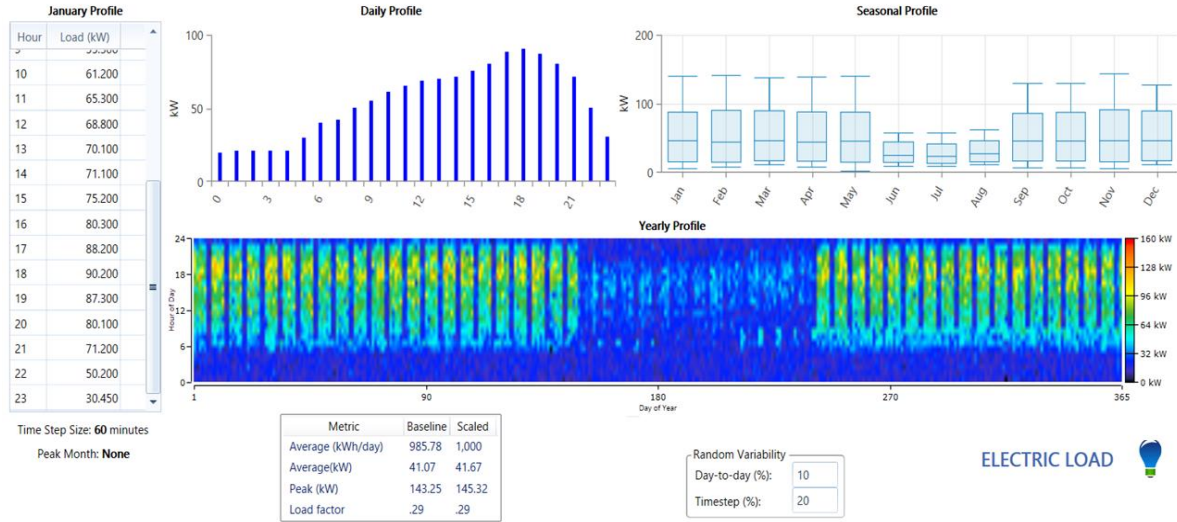 January Profile
Hour Load (kW)
10 61.200
11 65.300
12 68.800
13 70.100
14 71.100
15 75.200
16 80.300
17 88.200
18 90.200
19 87.300
20 80.100
21 71.200
22 50.200
23 30.450
Time Step Size: 60 minutes
Peak Month: None
Daily Profile
kW
100
50
0
0 3 6 9 12 15 18 21
Seasonal Profile
kW
200
100
0
Jan Feb Mar Apr May Jun Jul Aug Sep Oct Nov Dec
Yearly Profile
Hour of Day
24
18
12
6
0
1 90 180 270 365
Day of Year
160 kW
128 kW
96 kW
64 kW
32 kW
0 kW
Metric Baseline Scaled
Average (kWh/day) 985.78 1,000
Average(kW) 41.07 41.67
Peak (kW) 143.25 145.32
Load factor .29 .29
Random Variability
Day-to-day (%): 10
Timestep (%): 20
ELECTRIC LOAD